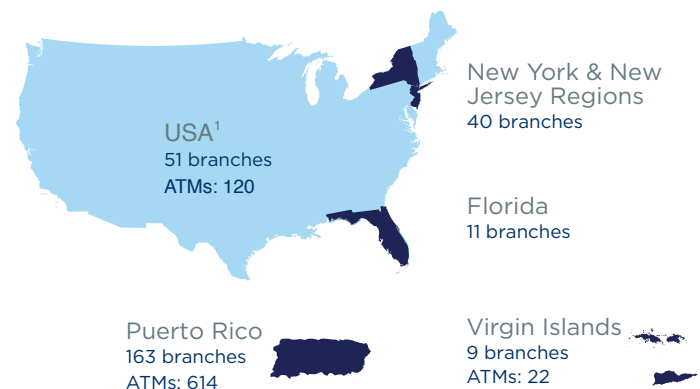 USA1
51 branches
ATMs: 120
New York & New
Jersey Regions
40 branches
Florida
11 branches
Puerto Rico
163 branches
ATMs: 614
Virgin Islands
9 branches
ATMs: 22